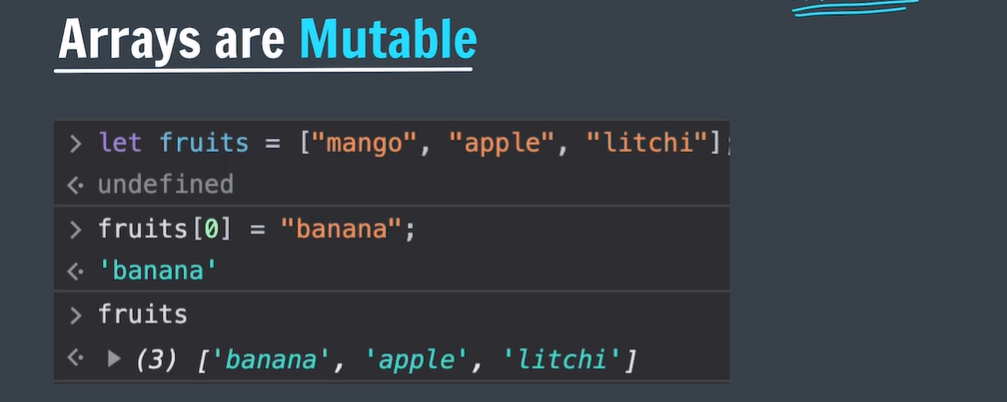 Arrays are Mutable
> let fruits = ["mango", "apple", "litchi"];
<· undefined
> fruits[0] = "banana";
<· 'banana'
> fruits
<· ▶ (3) ['banana', 'apple', 'litchi']